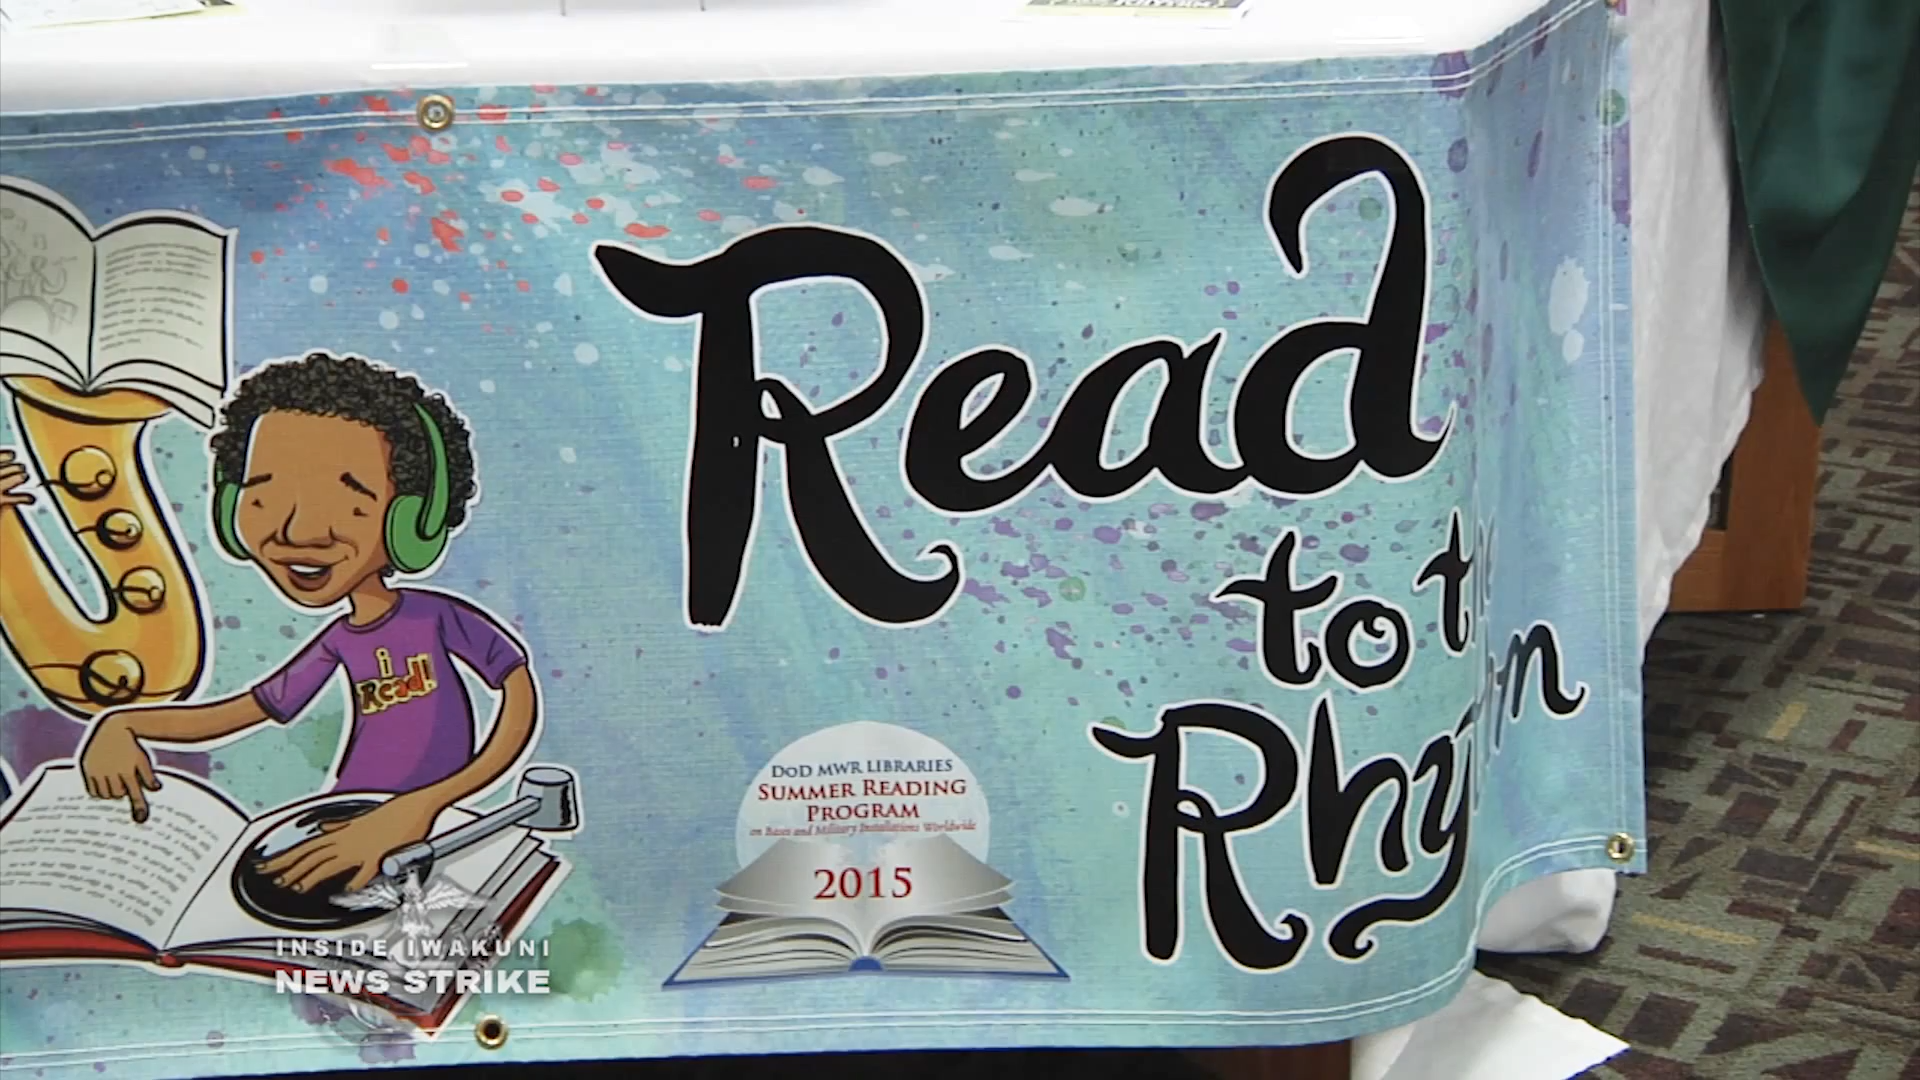 Read
to the
Rhythm
i
Read!
DoD MWR LIBRARIES
SUMMER READING
PROGRAM
on Bases and Military Installations Worldwide
2015
INSIDE IWAKUNI
NEWS STRIKE